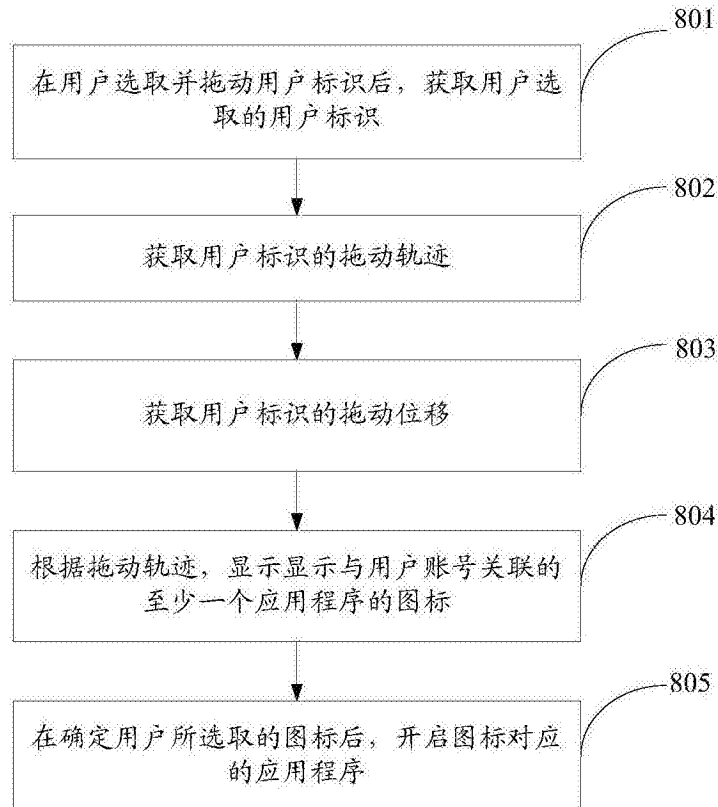 801
在用户选取并拖动用户标识后，获取用户选
取的用户标识
802
获取用户标识的拖动轨迹
803
获取用户标识的拖动位移
804
根据拖动轨迹，显示显示与用户账号关联的
至少一个应用程序的图标
805
在确定用户所选取的图标后，开启图标对应
的应用程序